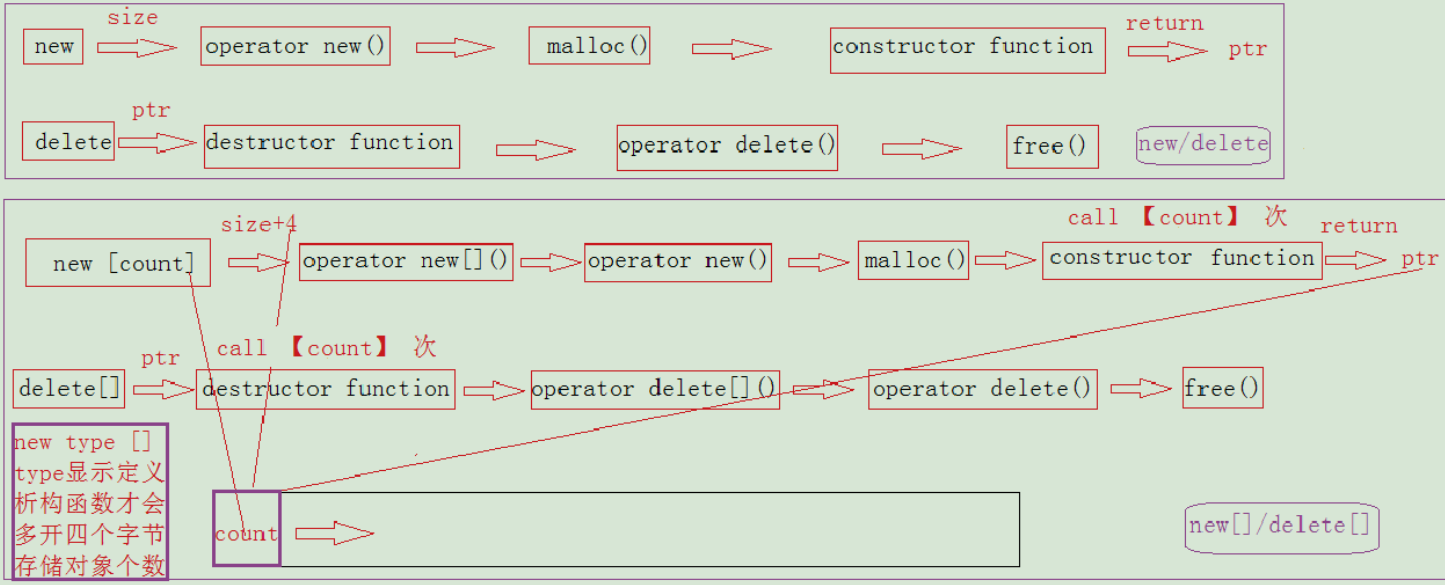 size
return
new
operator new()
malloc()
constructor function
ptr
ptr
delete
destructor function
operator delete()
free()
new/delete
size+4
call 【count】 次
return
new [count]
operator new[]()
operator new()
malloc()
constructor function
ptr
call 【count】 次
ptr
delete[]
destructor function
operator delete[]()
operator delete()
free()
new type []
type显示定义
析构函数才会
多开四个字节
存储对象个数
count
new[]/delete[]